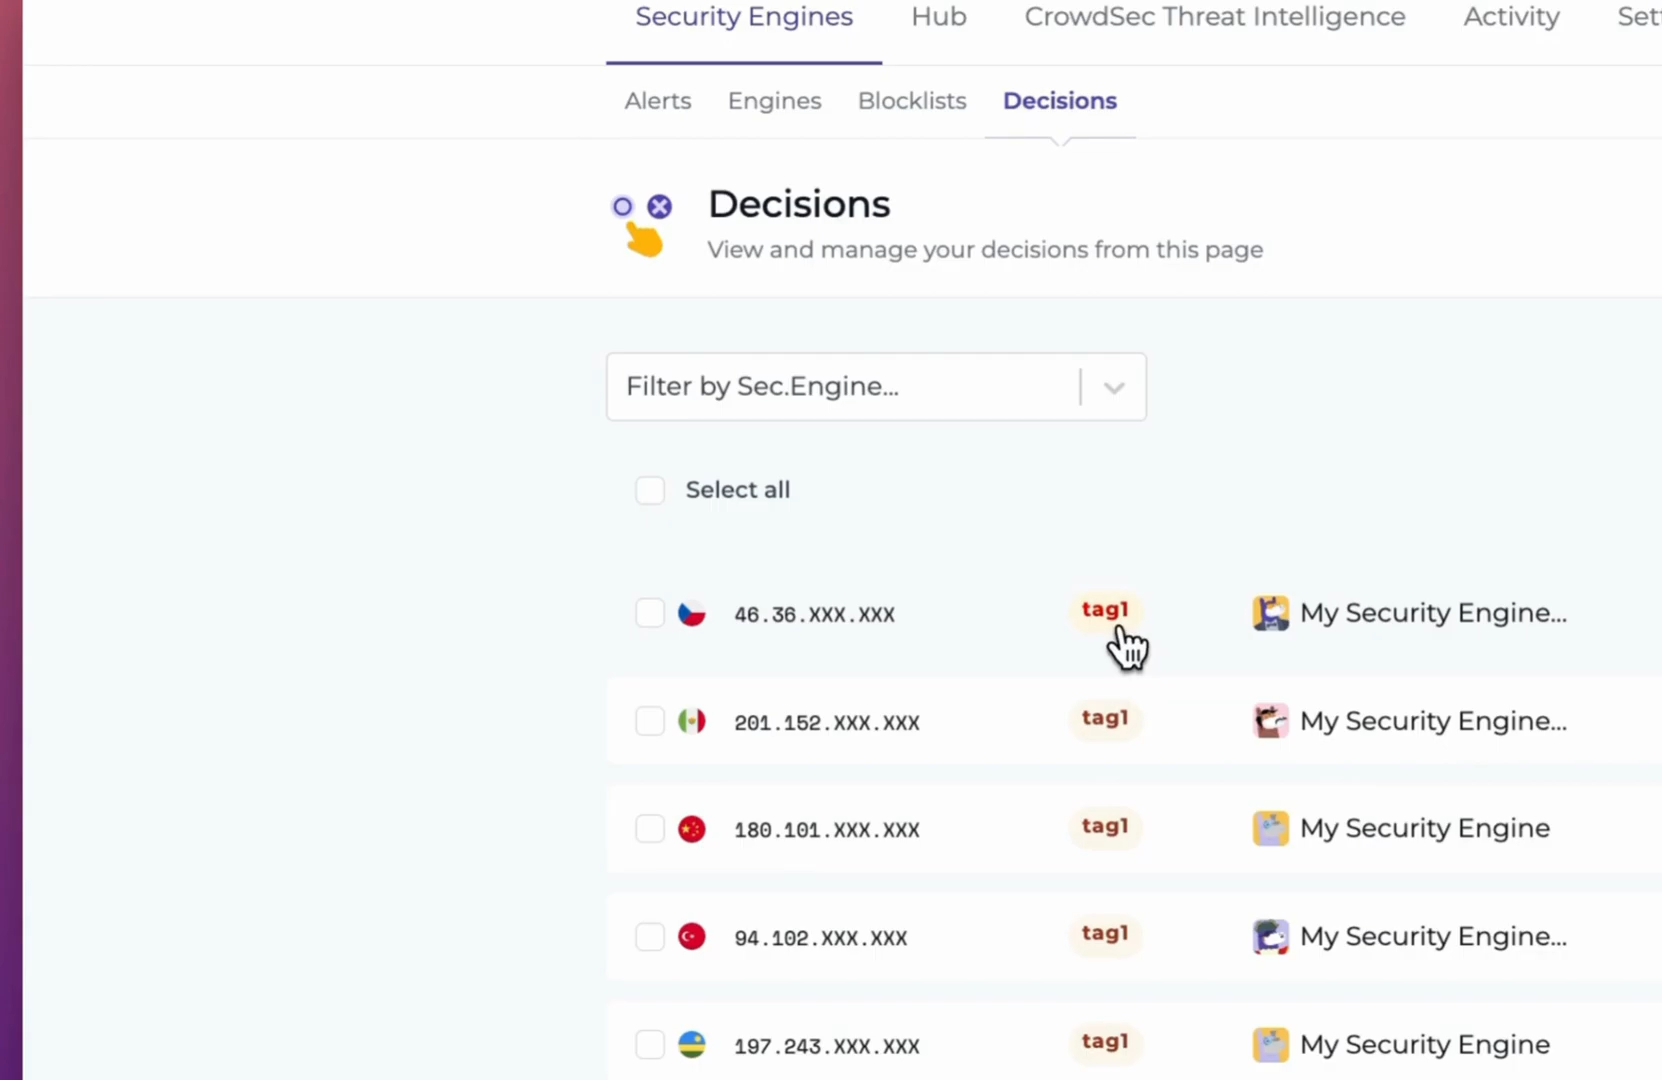 Security Engines Hub CrowdSec Threat Intelligence Activity
Alerts Engines Blocklists Decisions
Decisions
View and manage your decisions from this page
Filter by Sec.Engine...
Select all
46.36.XXX.XXX tag1 My Security Engine...
201.152.XXX.XXX tag1 My Security Engine...
180.101.XXX.XXX tag1 My Security Engine
94.102.XXX.XXX tag1 My Security Engine...
197.243.XXX.XXX tag1 My Security Engine